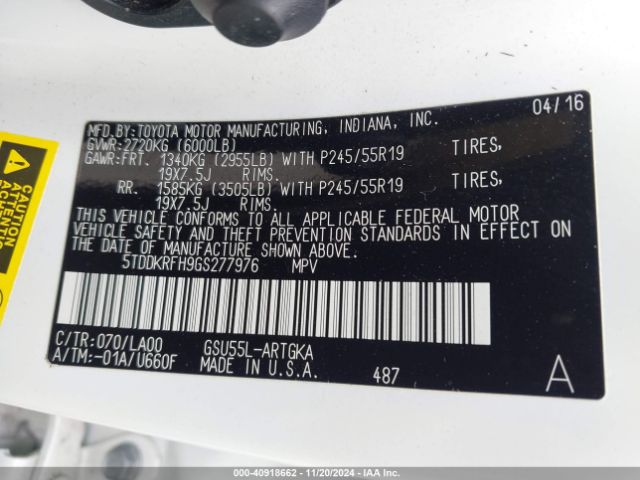 04/16
MFD.BY:TOYOTA MOTOR MANUFACTURING, INDIANA, INC.
GVWR:2720KG (6000LB)
GAWR:FRT. 1340KG (2955LB) WITH P245/55R19 TIRES,
19X7.5J RIMS.
RR. 1585KG (3505LB) WITH P245/55R19 TIRES,
19X7.5J RIMS.
THIS VEHICLE CONFORMS TO ALL APPLICABLE FEDERAL MOTOR
VEHICLE SAFETY AND THEFT PREVENTION STANDARDS IN EFFECT ON
THE DATE OF MANUFACTURE SHOWN ABOVE.
5TDDKRFH9GS277976 MPV
C/TR:070/LA00 GSU55L-ARTGKA
A/TM:-01A/U660F MADE IN U.S.A.
487 A
CAUTION
ACHTUNG
ATTENTION
000-40918662 - 11/20/2024 - IAA Inc.